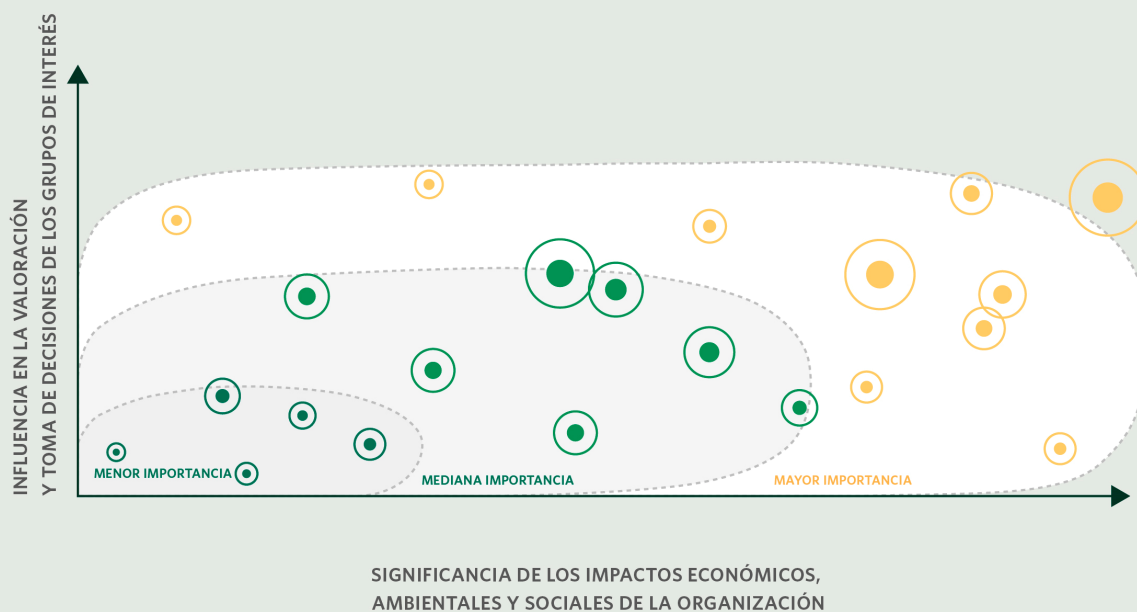 INFLUENCIA EN LA VALORACIÓN
Y TOMA DE DECISIONES DE LOS GRUPOS DE INTERÉS
MENOR IMPORTANCIA
MEDIANA IMPORTANCIA
MAYOR IMPORTANCIA
SIGNIFICANCIA DE LOS IMPACTOS ECONÓMICOS,
AMBIENTALES Y SOCIALES DE LA ORGANIZACIÓN